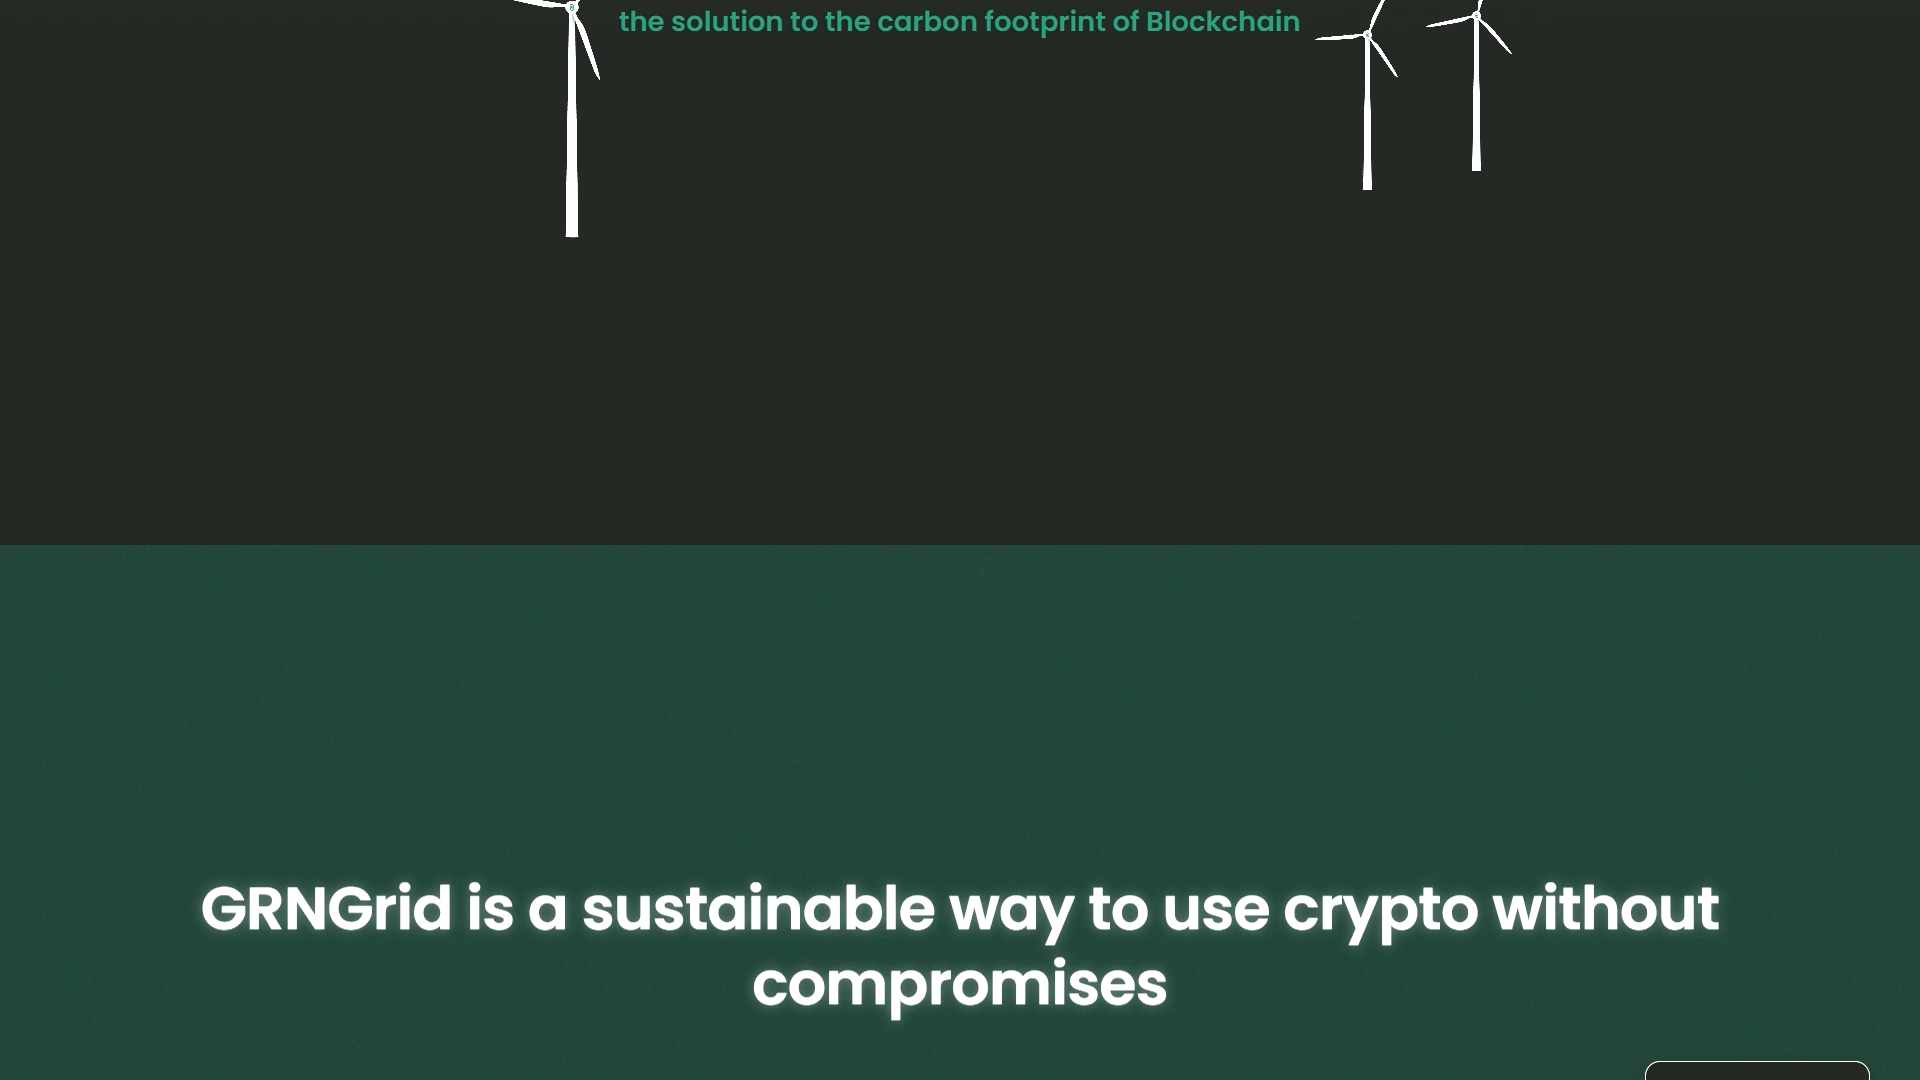 the solution to the carbon footprint of Blockchain
GRNGrid is a sustainable way to use crypto without
compromises